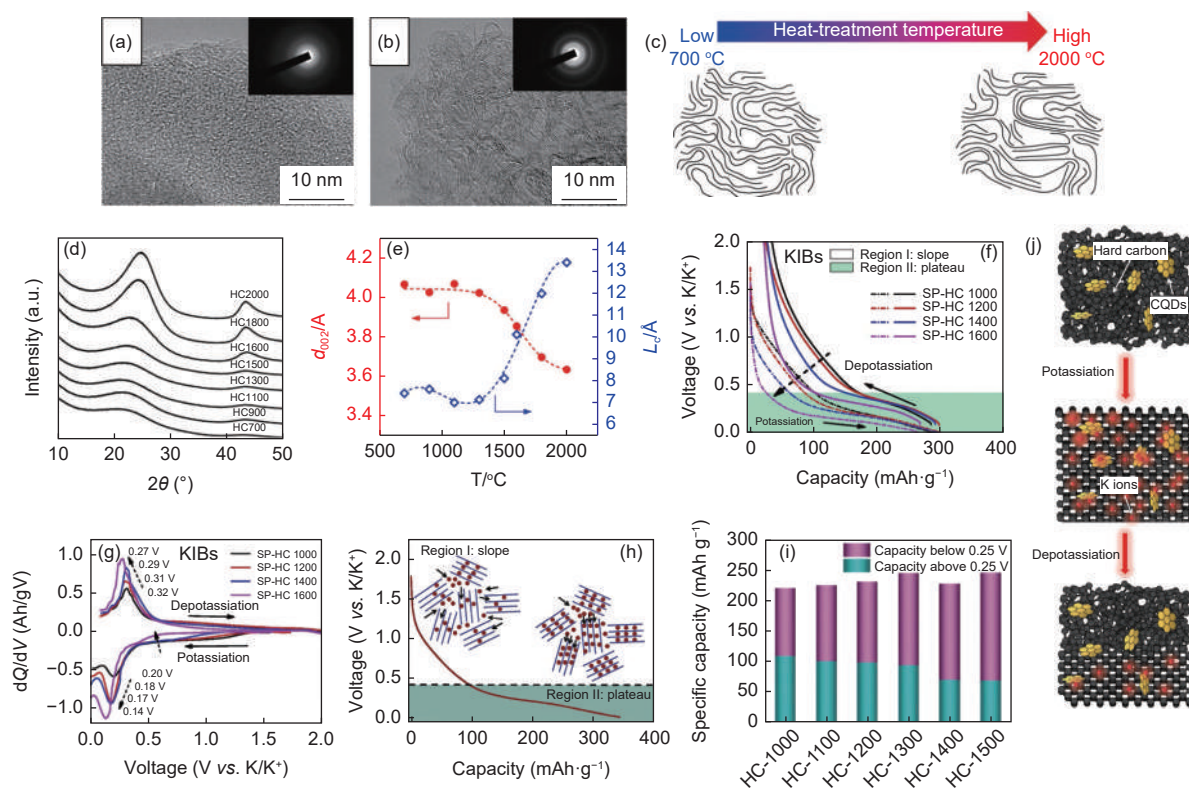 (a)
10 nm
(b)
10 nm
(c)
Heat-treatment temperature
Low
700 °C
High
2000 °C
(d)
Intensity (a.u.)
HC2000
HC1800
HC1600
HC1500
HC1300
HC1100
HC900
HC700
10 20 30 40 50
2θ (°)
(e)
d002/A
4.2
4.0
3.8
3.6
3.4
14
13
12
11
10
9
8
7
6
Lc/Å
500 1000 1500 2000
T/°C
(f)
KIBs
Region I: slope
Region II: plateau
SP-HC 1000
SP-HC 1200
SP-HC 1400
SP-HC 1600
Depotassiation
Potassiation
Voltage (V vs. K/K+)
2.0
1.5
1.0
0.5
0.0
0 100 200 300 400
Capacity (mAh·g−1)
(j)
Hard carbon
CQDs
Potassiation
K ions
Depotassiation
(g)
KIBs
0.27 V
0.29 V
0.31 V
0.32 V
SP-HC 1000
SP-HC 1200
SP-HC 1400
SP-HC 1600
Depotassiation
Potassiation
0.20 V
0.18 V
0.17 V
0.14 V
dQ/dV (Ah/gV)
1.0
0.5
0.0
−0.5
−1.0
0.0 0.5 1.0 1.5 2.0
Voltage (V vs. K/K+)
(h)
Region I: slope
Region II: plateau
Voltage (V vs. K/K+)
2.0
1.5
1.0
0.5
0.0
0 100 200 300 400
Capacity (mAh·g−1)
(i)
Capacity below 0.25 V
Capacity above 0.25 V
Specific capacity (mAh g−1)
300
250
200
150
100
50
0
HC-1000
HC-1100
HC-1200
HC-1300
HC-1400
HC-1500